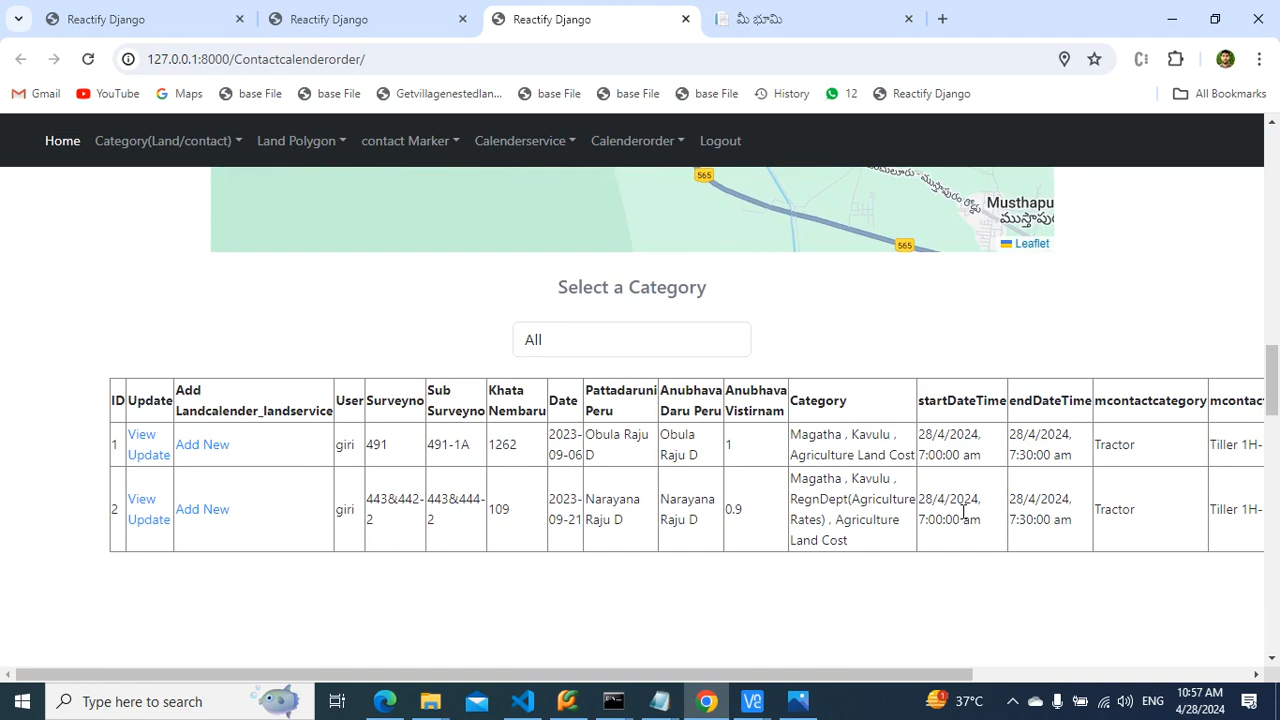 Reactify Django
Reactify Django
Reactify Django
మీ భూమి
127.0.0.1:8000/Contactcalenderorder/
Gmail YouTube Maps base File base File Getvillagenestedlan... base File base File base File History 12 Reactify Django All Bookmarks
Home Category(Land/contact) Land Polygon contact Marker Calenderservice Calenderorder Logout
565
565
Musthapu
ముస్తాపు
Leaflet
Select a Category
All
ID Update Add Landcalender_landservice User Surveyno Sub Surveyno Khata Nembaru Date Pattadaruni Peru Anubhava Daru Peru Anubhava Vistirnam Category startDateTime endDateTime mcontactcategory mcontact
1 View Update Add New giri 491 491-1A 1262 2023-09-06 Obula Raju D Obula Raju D 1 Magatha , Kavulu , Agriculture Land Cost 28/4/2024, 7:00:00 am 28/4/2024, 7:30:00 am Tractor Tiller 1H-
2 View Update Add New giri 443&442-2 443&444-2 109 2023-09-21 Narayana Raju D Narayana Raju D 0.9 Magatha , Kavulu , RegnDept(Agriculture Rates) , Agriculture Land Cost 28/4/2024, 7:00:00 am 28/4/2024, 7:30:00 am Tractor Tiller 1H-
Type here to search
37°C
ENG
10:57 AM
4/28/2024